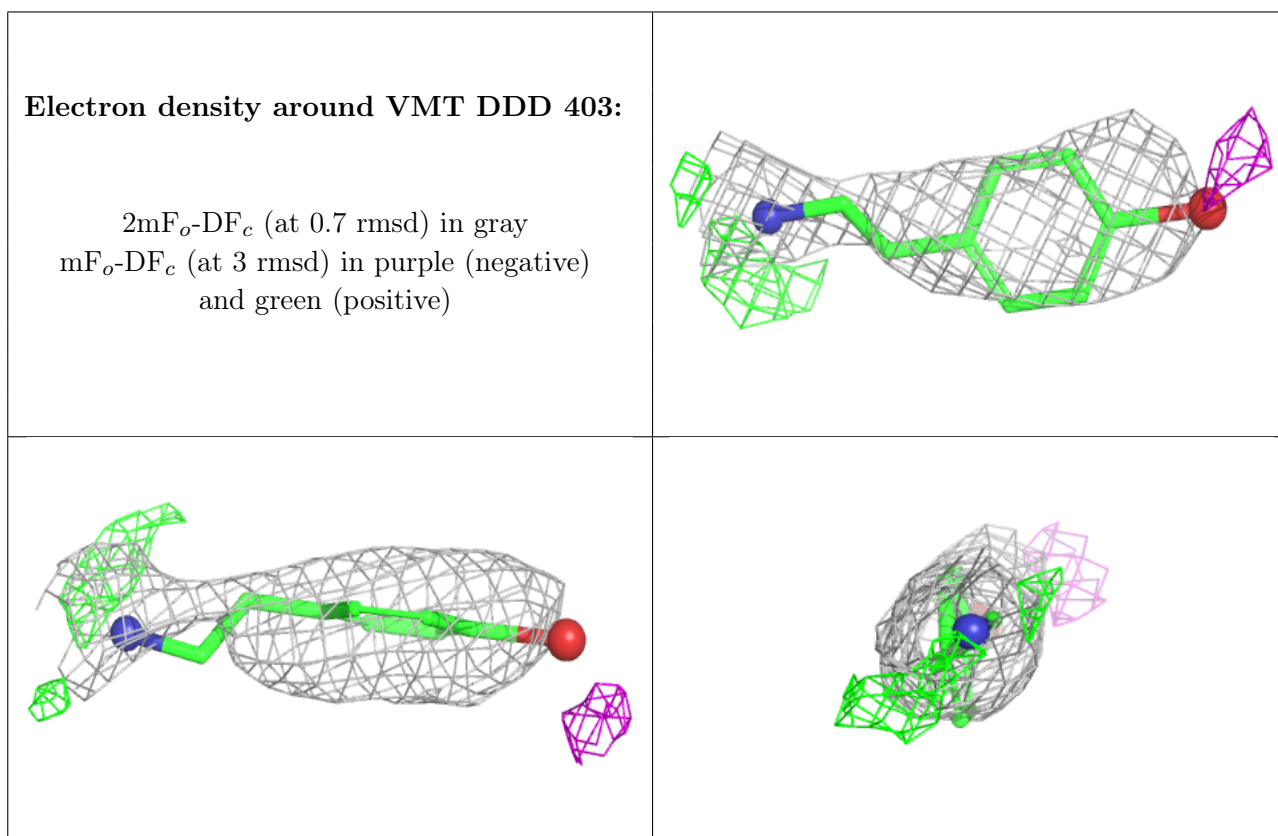 Electron density around VMT DDD 403:
2mFo-DFc (at 0.7 rmsd) in gray
mFo-DFc (at 3 rmsd) in purple (negative)
and green (positive)